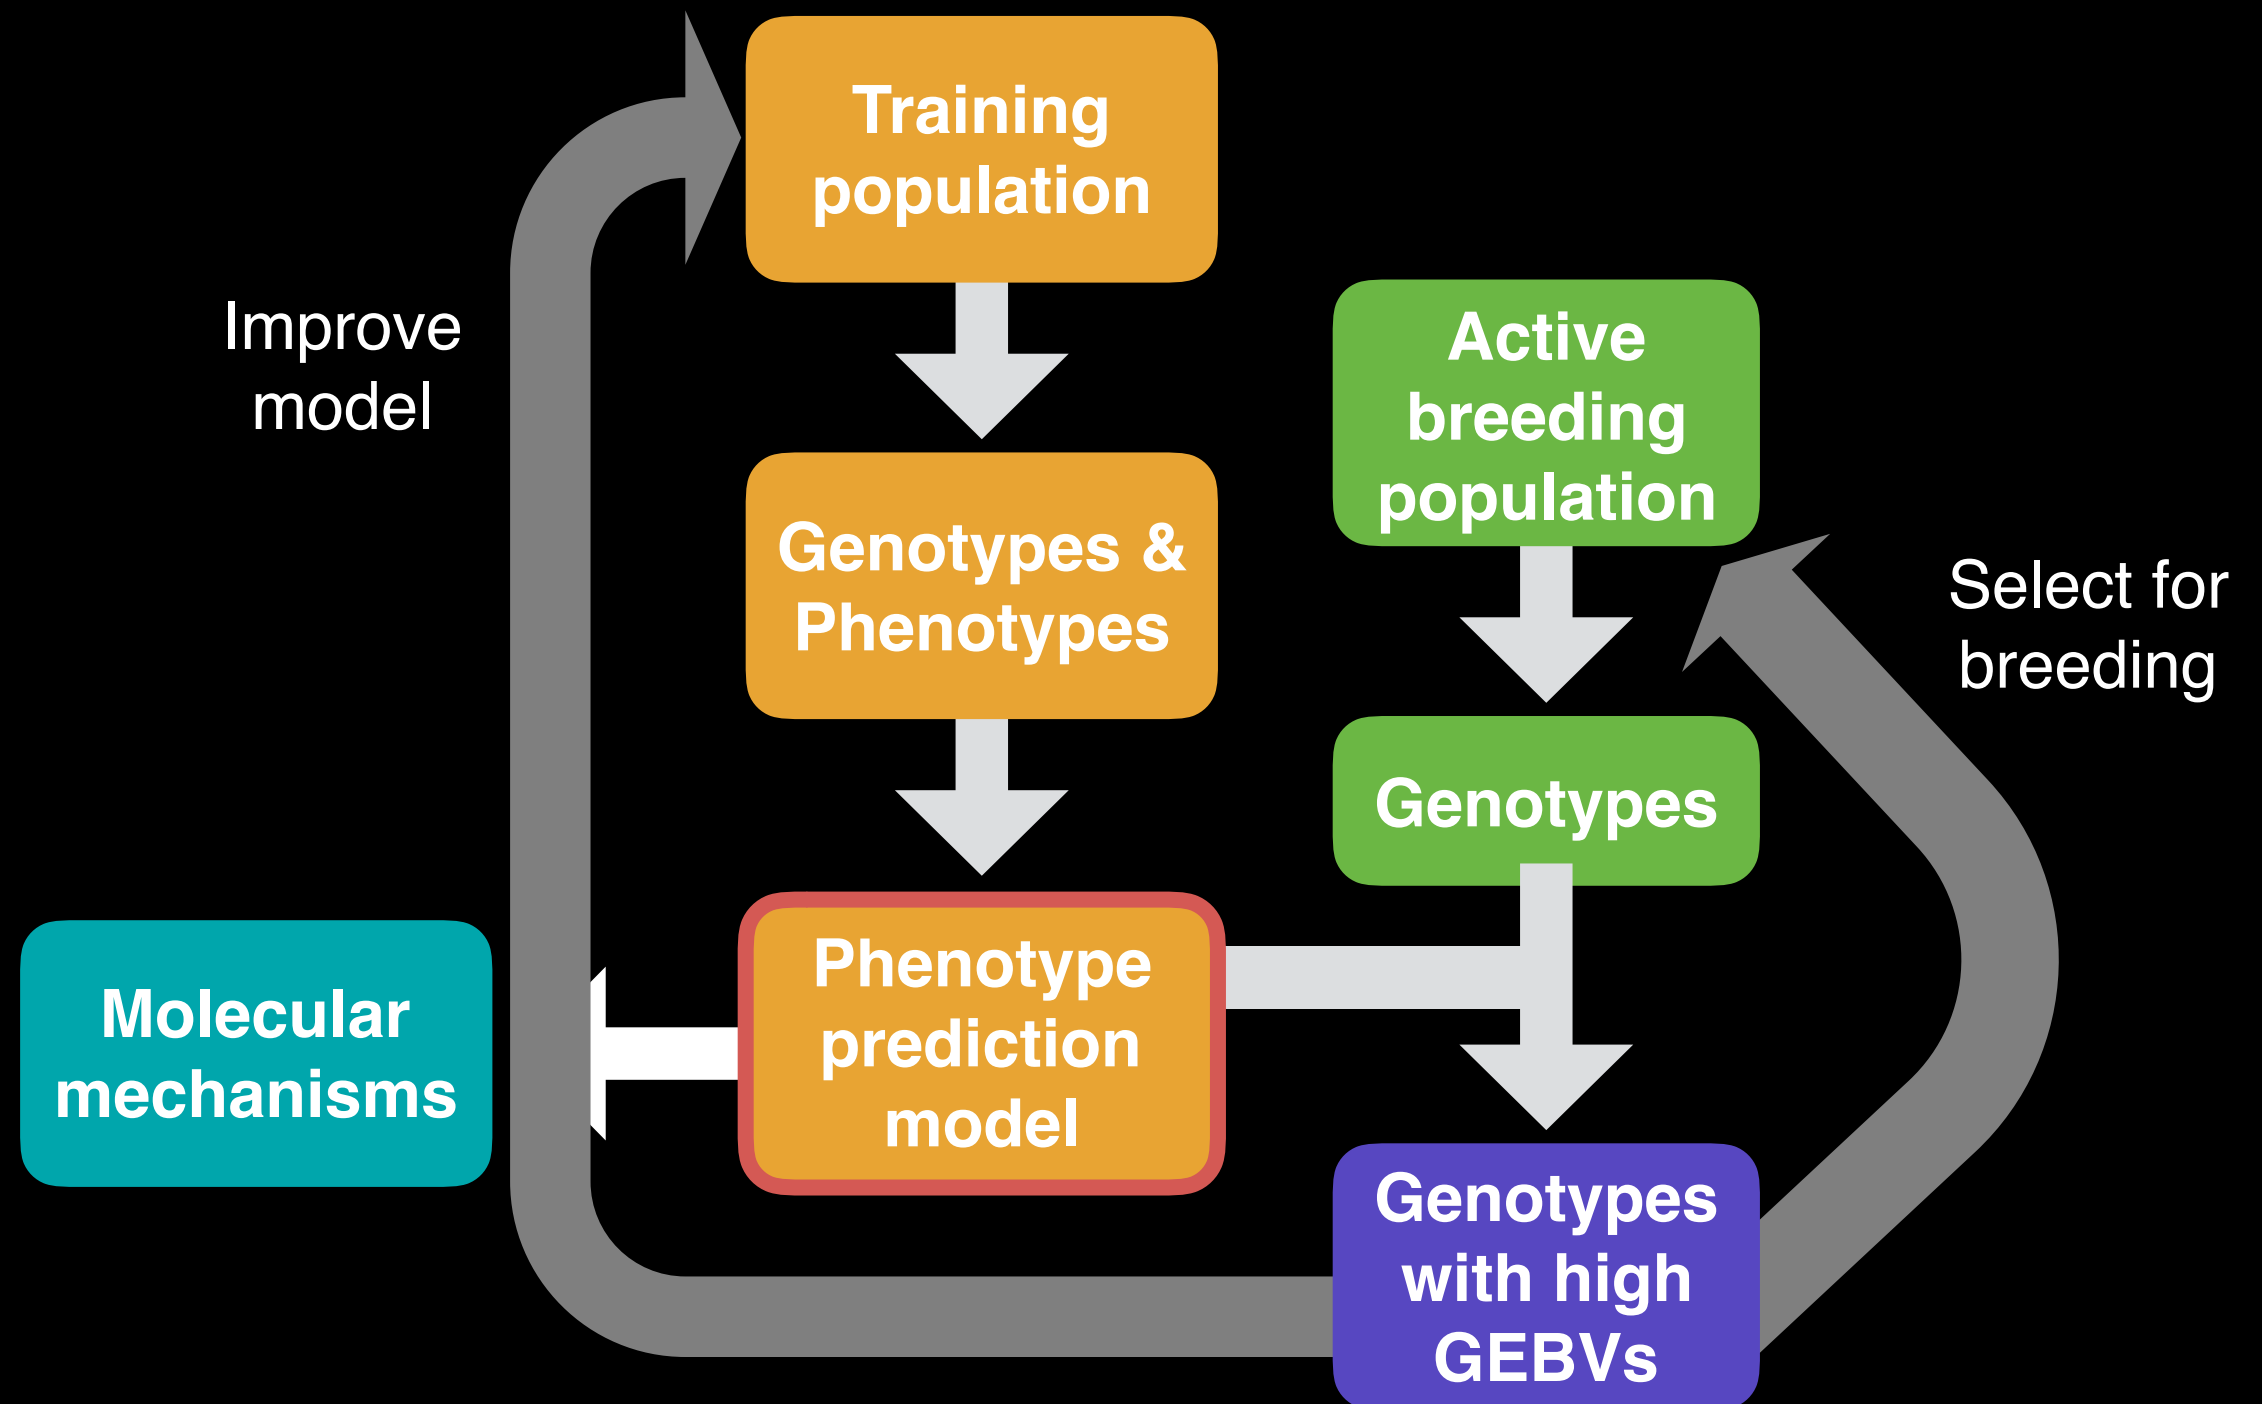 Training
population
Improve
model
Active
breeding
population
Genotypes &
Phenotypes
Select for
breeding
Genotypes
Molecular
mechanisms
Phenotype
prediction
model
Genotypes
with high
GEBVs